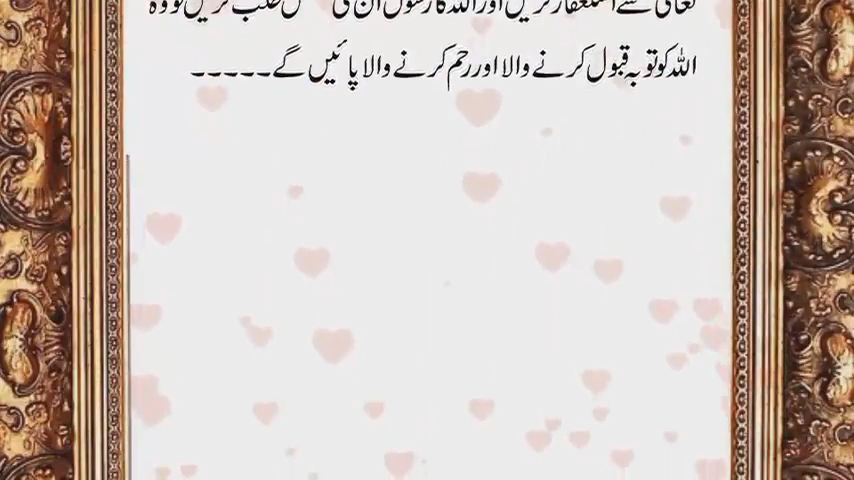 تعالیٰ سے استغفار کریں اور اللہ کا رسول ان کی طلب کریں تو وہ
اللہ کو توبہ قبول کرنے والا اور رحم کرنے والا پائیں گے۔۔۔۔۔